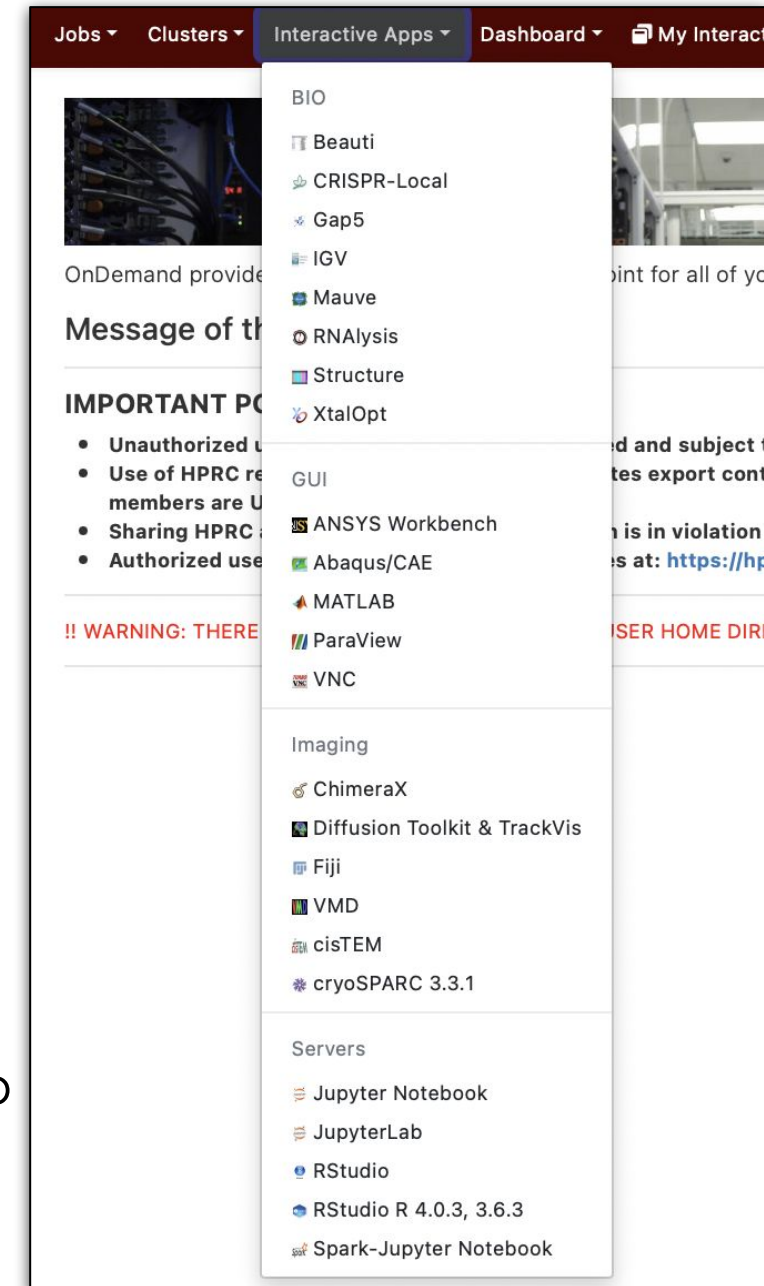 Jobs Clusters Interactive Apps Dashboard My Interact
BIO
Beauti
CRISPR-Local
Gap5
IGV
Mauve
RNAlysis
Structure
XtalOpt
GUI
ANSYS Workbench
Abaqus/CAE
MATLAB
ParaView
VNC
Imaging
ChimeraX
Diffusion Toolkit & TrackVis
Fiji
VMD
cisTEM
cryoSPARC 3.3.1
Servers
Jupyter Notebook
JupyterLab
RStudio
RStudio R 4.0.3, 3.6.3
Spark-Jupyter Notebook
OnDemand provide oint for all of yo
Message of th
IMPORTANT PO
Unauthorized u ed and subject t
Use of HPRC re tes export cont
members are U
Sharing HPRC n is in violation
Authorized use es at: https://hp
!! WARNING: THERE USER HOME DIR